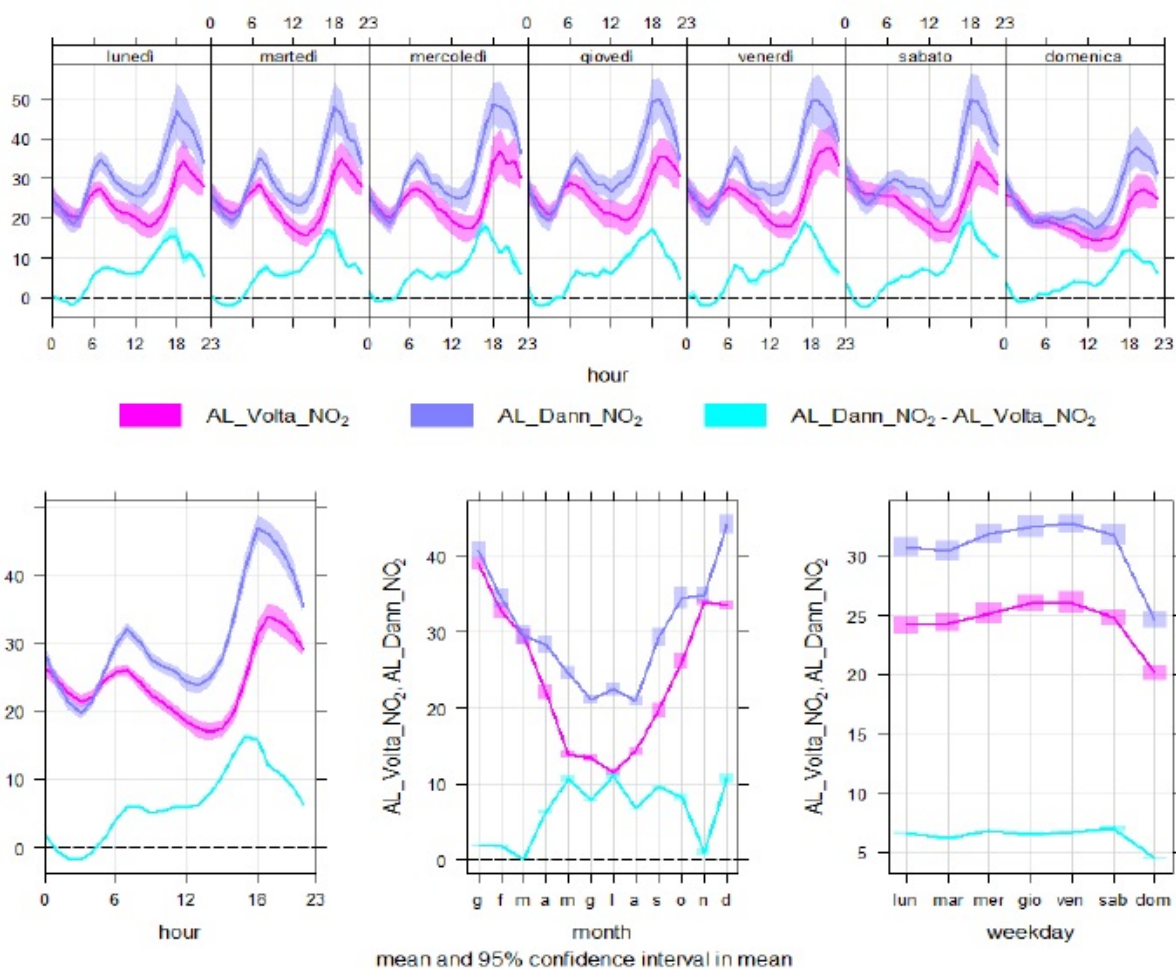 0 6 12 18 23 0 6 12 18 23 0 6 12 18 23
lunedì martedì mercoledì giovedì venerdì sabato domenica
50
40
30
20
10
0
0 6 12 18 23 0 6 12 18 23 0 6 12 18 23 0 6 12 18 23
hour
AL_Volta_NO₂ AL_Dann_NO₂ AL_Dann_NO₂ - AL_Volta_NO₂
40
30
20
10
0
0 6 12 18 23
hour
AL_Volta_NO₂, AL_Dann_NO₂
40
30
20
10
0
g f m a m g l a s o n d
month
AL_Volta_NO₂, AL_Dann_NO₂
30
25
20
15
10
5
lun mar mer gio ven sab dom
weekday
mean and 95% confidence interval in mean